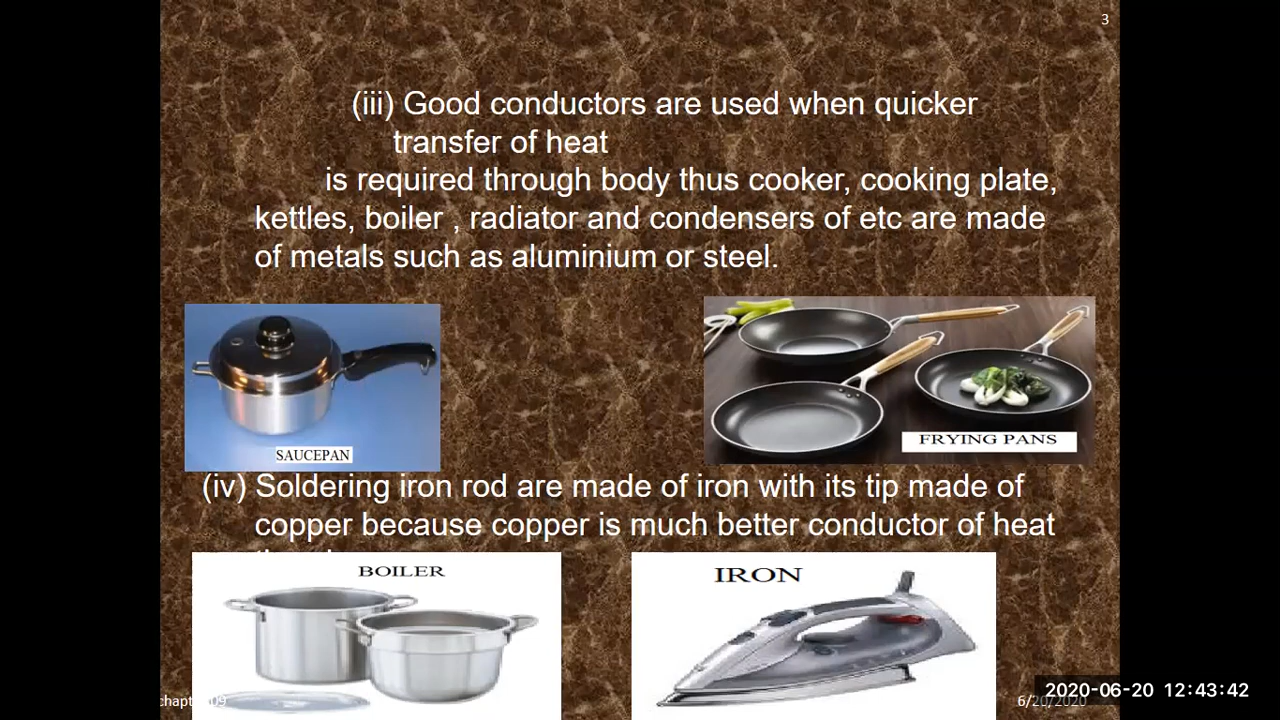 3
(iii) Good conductors are used when quicker
transfer of heat
is required through body thus cooker, cooking plate,
kettles, boiler , radiator and condensers of etc are made
of metals such as aluminium or steel.
SAUCEPAN
FRYING PANS
(iv) Soldering iron rod are made of iron with its tip made of
copper because copper is much better conductor of heat
BOILER
IRON
6/20/2020
2020-06-20 12:43:42